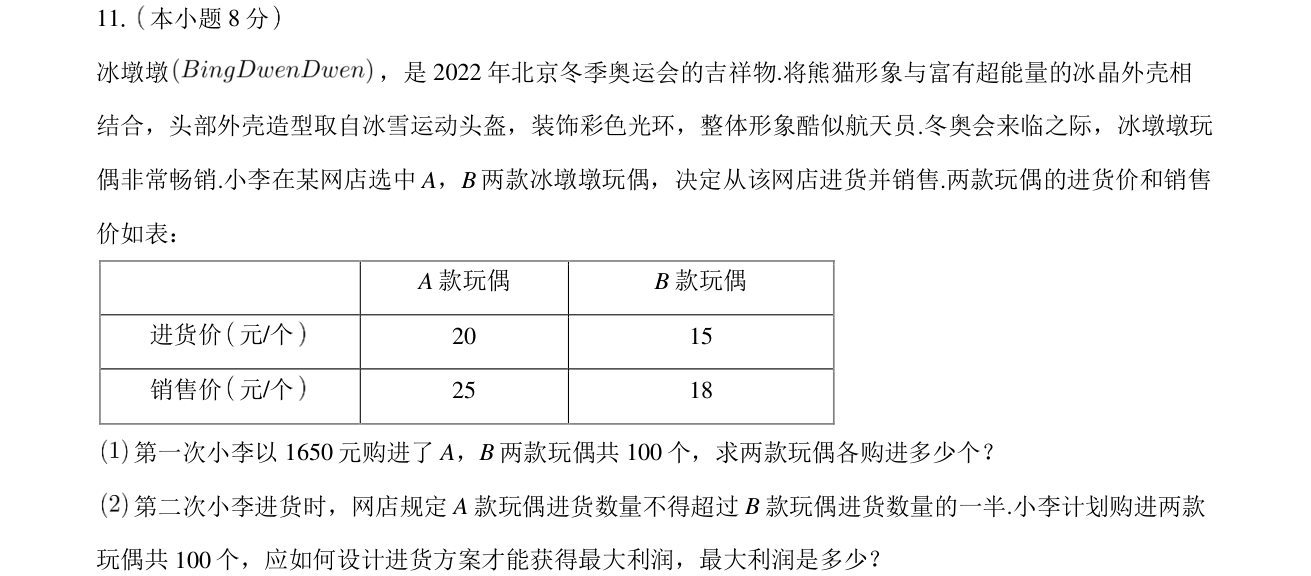 11.（本小题 8 分）
冰墩墩(BingDwenDwen)，是 2022 年北京冬季奥运会的吉祥物.将熊猫形象与富有超能量的冰晶外壳相
结合，头部外壳造型取自冰雪运动头盔，装饰彩色光环，整体形象酷似航天员.冬奥会来临之际，冰墩墩玩
偶非常畅销.小李在某网店选中 A，B 两款冰墩墩玩偶，决定从该网店进货并销售.两款玩偶的进货价和销售
价如表：
A 款玩偶 B 款玩偶
进货价（元/个） 20 15
销售价（元/个） 25 18
(1)第一次小李以 1650 元购进了 A，B 两款玩偶共 100 个，求两款玩偶各购进多少个？
(2)第二次小李进货时，网店规定 A 款玩偶进货数量不得超过 B 款玩偶进货数量的一半.小李计划购进两款
玩偶共 100 个，应如何设计进货方案才能获得最大利润，最大利润是多少？